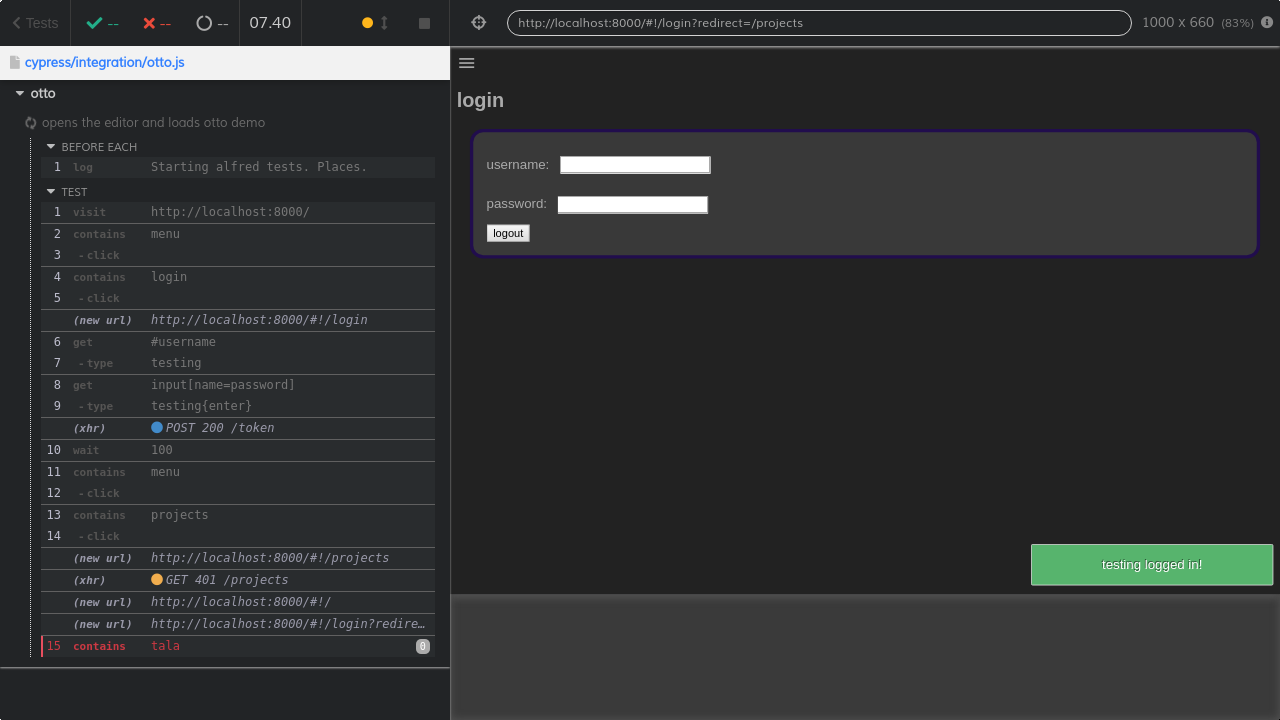 Tests -- -- -- 07.40
cypress/integration/otto.js
otto
opens the editor and loads otto demo
BEFORE EACH
1 log Starting alfred tests. Places.
TEST
1 visit http://localhost:8000/
2 contains menu
3 - click
4 contains login
5 - click
(new url) http://localhost:8000/#!/login
6 get #username
7 - type testing
8 get input[name=password]
9 - type testing{enter}
(xhr) POST 200 /token
10 wait 100
11 contains menu
12 - click
13 contains projects
14 - click
(new url) http://localhost:8000/#!/projects
(xhr) GET 401 /projects
(new url) http://localhost:8000/#!/
(new url) http://localhost:8000/#!/login?redire…
15 contains tala 0
http://localhost:8000/#!/login?redirect=/projects 1000 x 660 (83%)
login
username:
password:
logout
testing logged in!